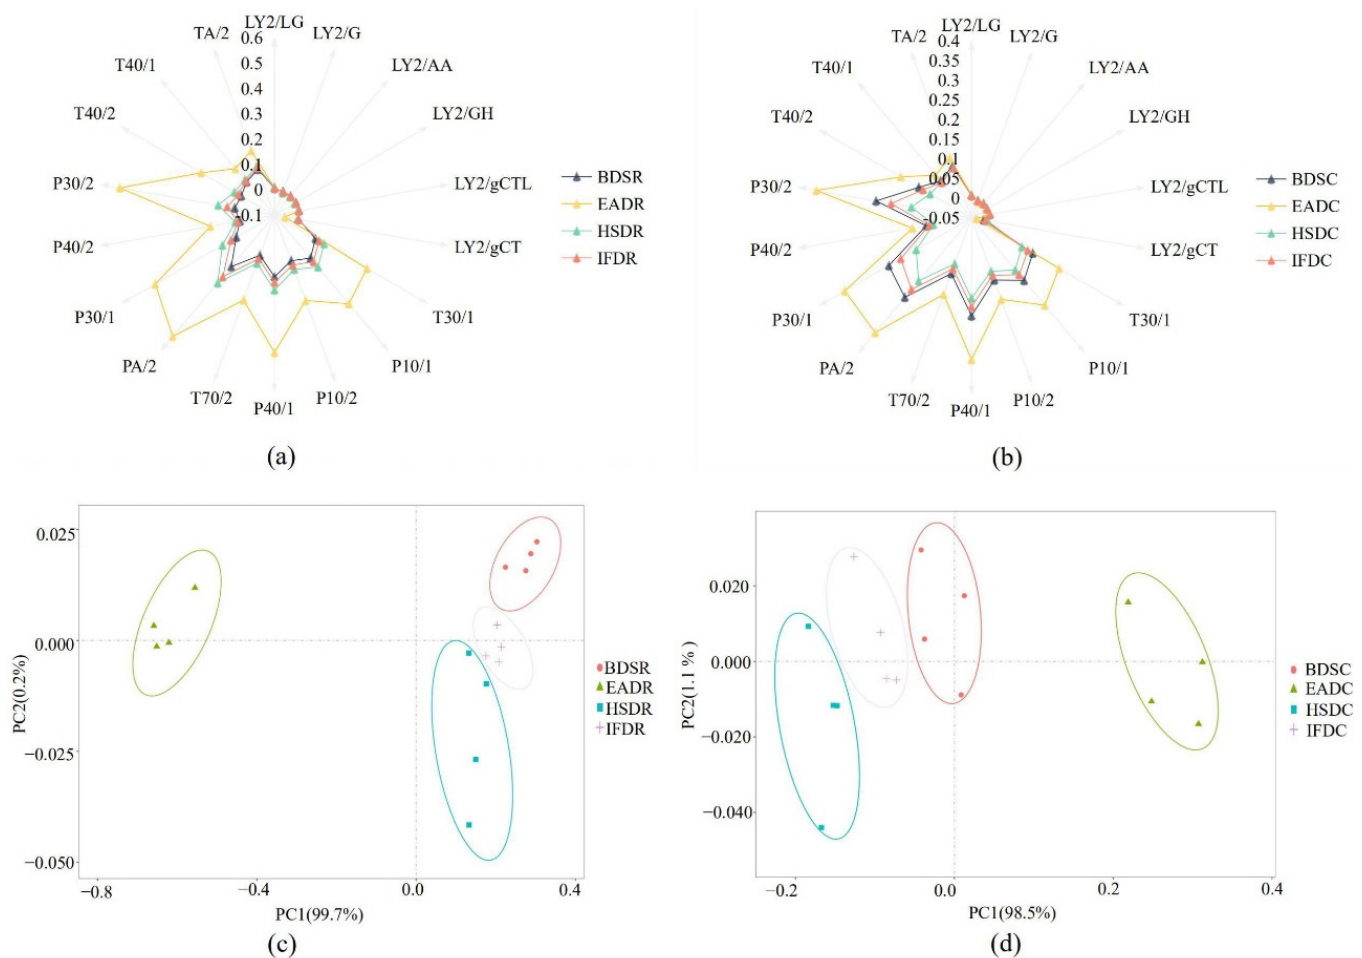 LY2/LG
LY2/G
LY2/AA
LY2/GH
LY2/gCTL
LY2/gCT
T30/1
P10/1
P10/2
P40/1
T70/2
PA/2
P30/1
P40/2
P30/2
T40/2
T40/1
TA/2
0.6
0.5
0.4
0.3
0.2
0.1
0
-0.1
BDSR
EADR
HSDR
IFDR
(a)
LY2/LG
LY2/G
LY2/AA
LY2/GH
LY2/gCTL
LY2/gCT
T30/1
P10/1
P10/2
P40/1
T70/2
PA/2
P30/1
P40/2
P30/2
T40/2
T40/1
TA/2
0.4
0.35
0.3
0.25
0.2
0.15
0.1
0.05
0
-0.05
BDSC
EADC
HSDC
IFDC
(b)
0.025
0.000
−0.025
−0.050
PC2(0.2%)
−0.8
−0.4
0.0
0.4
PC1(99.7%)
BDSR
EADR
HSDR
IFDR
(c)
0.020
0.000
−0.020
−0.040
PC2(1.1 %)
−0.2
0.0
0.2
0.4
PC1(98.5%)
BDSC
EADC
HSDC
IFDC
(d)